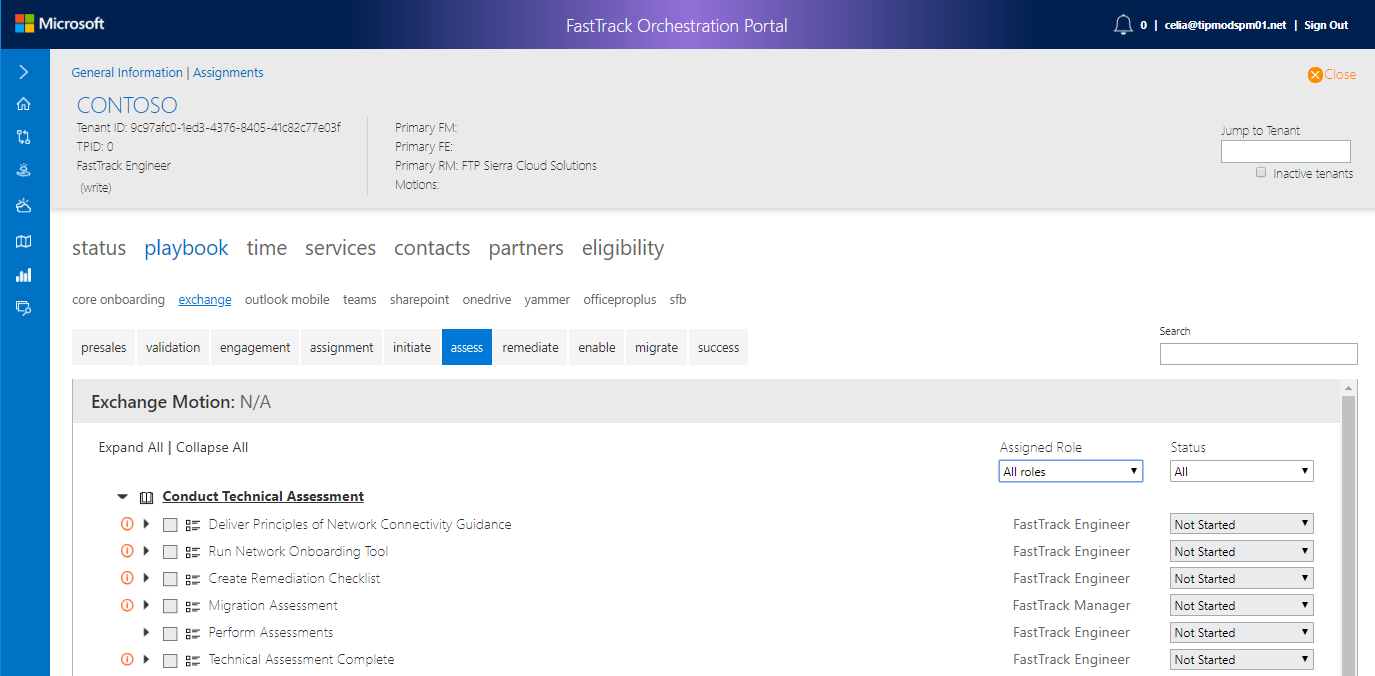 Microsoft
FastTrack Orchestration Portal
0 | celia@tipmodspm01.net | Sign Out
General Information | Assignments
Close
CONTOSO
Tenant ID: 9c97afc0-1ed3-4376-8405-41c82c77e03f
TPID: 0
FastTrack Engineer
(write)
Primary FM:
Primary FE:
Primary RM: FTP Sierra Cloud Solutions
Motions:
Jump to Tenant
Inactive tenants
status playbook time services contacts partners eligibility
core onboarding exchange outlook mobile teams sharepoint onedrive yammer officeproplus sfb
presales validation engagement assignment initiate assess remediate enable migrate success
Search
Exchange Motion: N/A
Expand All | Collapse All
Assigned Role
All roles
Status
All
Conduct Technical Assessment
Deliver Principles of Network Connectivity Guidance FastTrack Engineer Not Started
Run Network Onboarding Tool FastTrack Engineer Not Started
Create Remediation Checklist FastTrack Engineer Not Started
Migration Assessment FastTrack Manager Not Started
Perform Assessments FastTrack Engineer Not Started
Technical Assessment Complete FastTrack Engineer Not Started